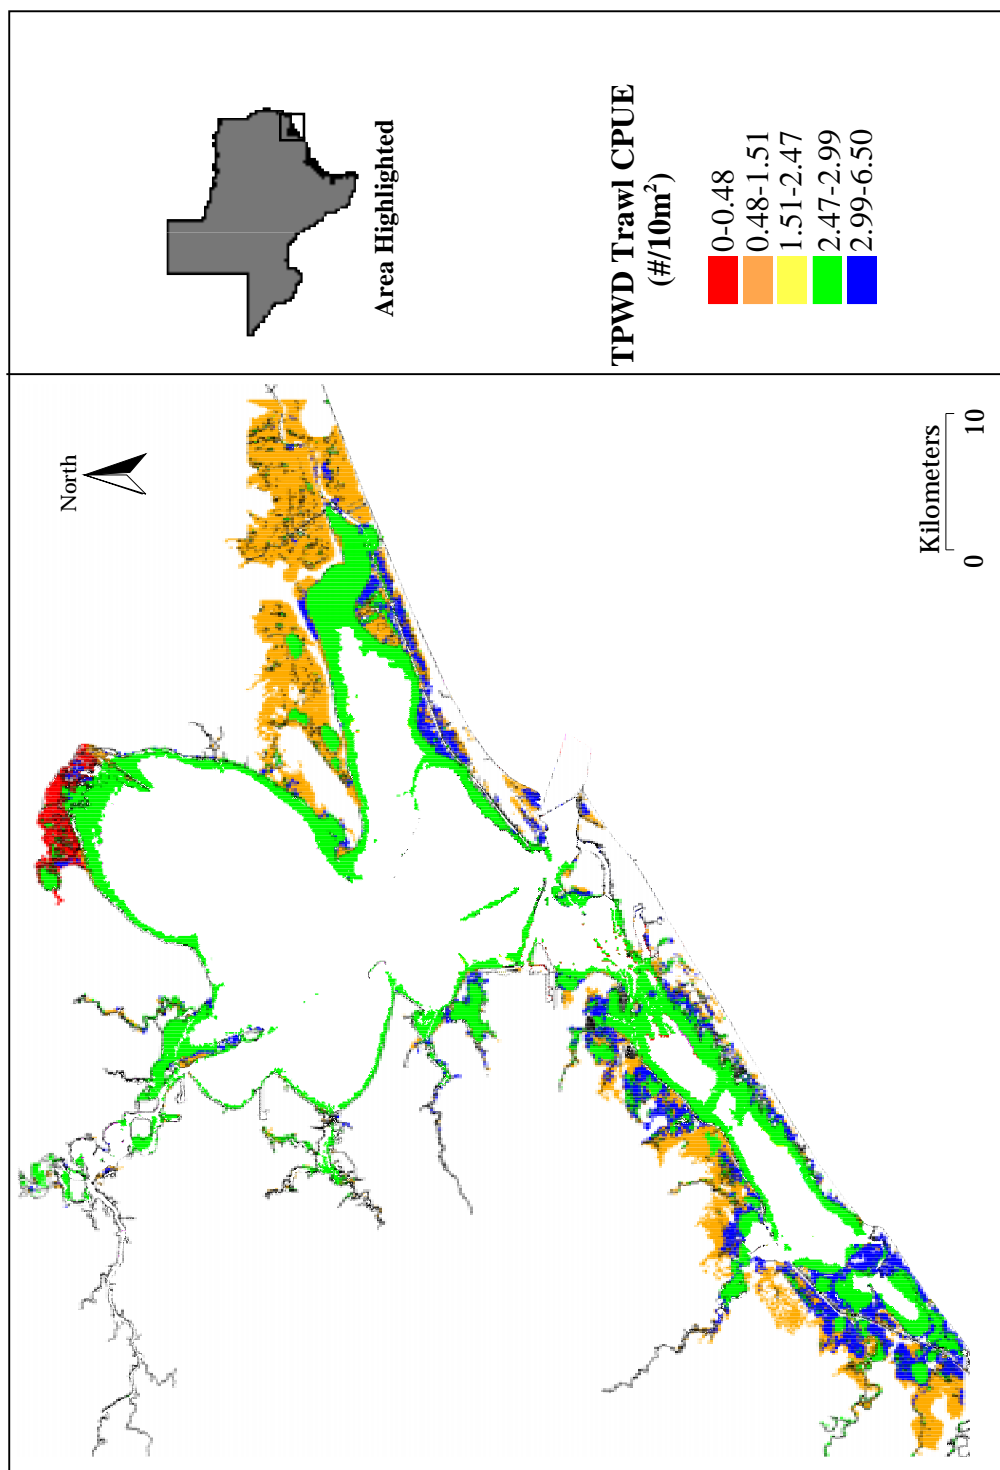 North
Kilometers
0 10
Area Highlighted
TPWD Trawl CPUE
(#/10m²)
0-0.48
0.48-1.51
1.51-2.47
2.47-2.99
2.99-6.50